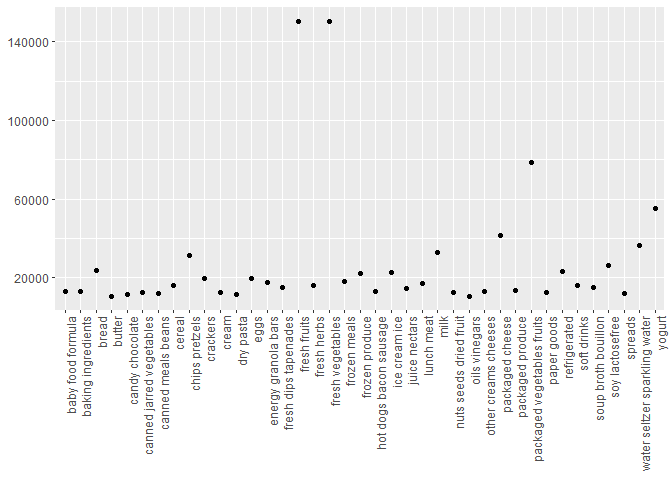 140000
100000
60000
20000
baby food formula
baking ingredients
bread
butter
candy chocolate
canned jarred vegetables
canned meals beans
cereal
chips pretzels
crackers
cream
dry pasta
eggs
energy granola bars
fresh dips tapenades
fresh fruits
fresh herbs
fresh vegetables
frozen meals
frozen produce
hot dogs bacon sausage
ice cream ice
juice nectars
lunch meat
milk
nuts seeds dried fruit
oils vinegars
other creams cheeses
packaged cheese
packaged produce
packaged vegetables fruits
paper goods
refrigerated
soft drinks
soup broth bouillon
soy lactosefree
spreads
water seltzer sparkling water
yogurt